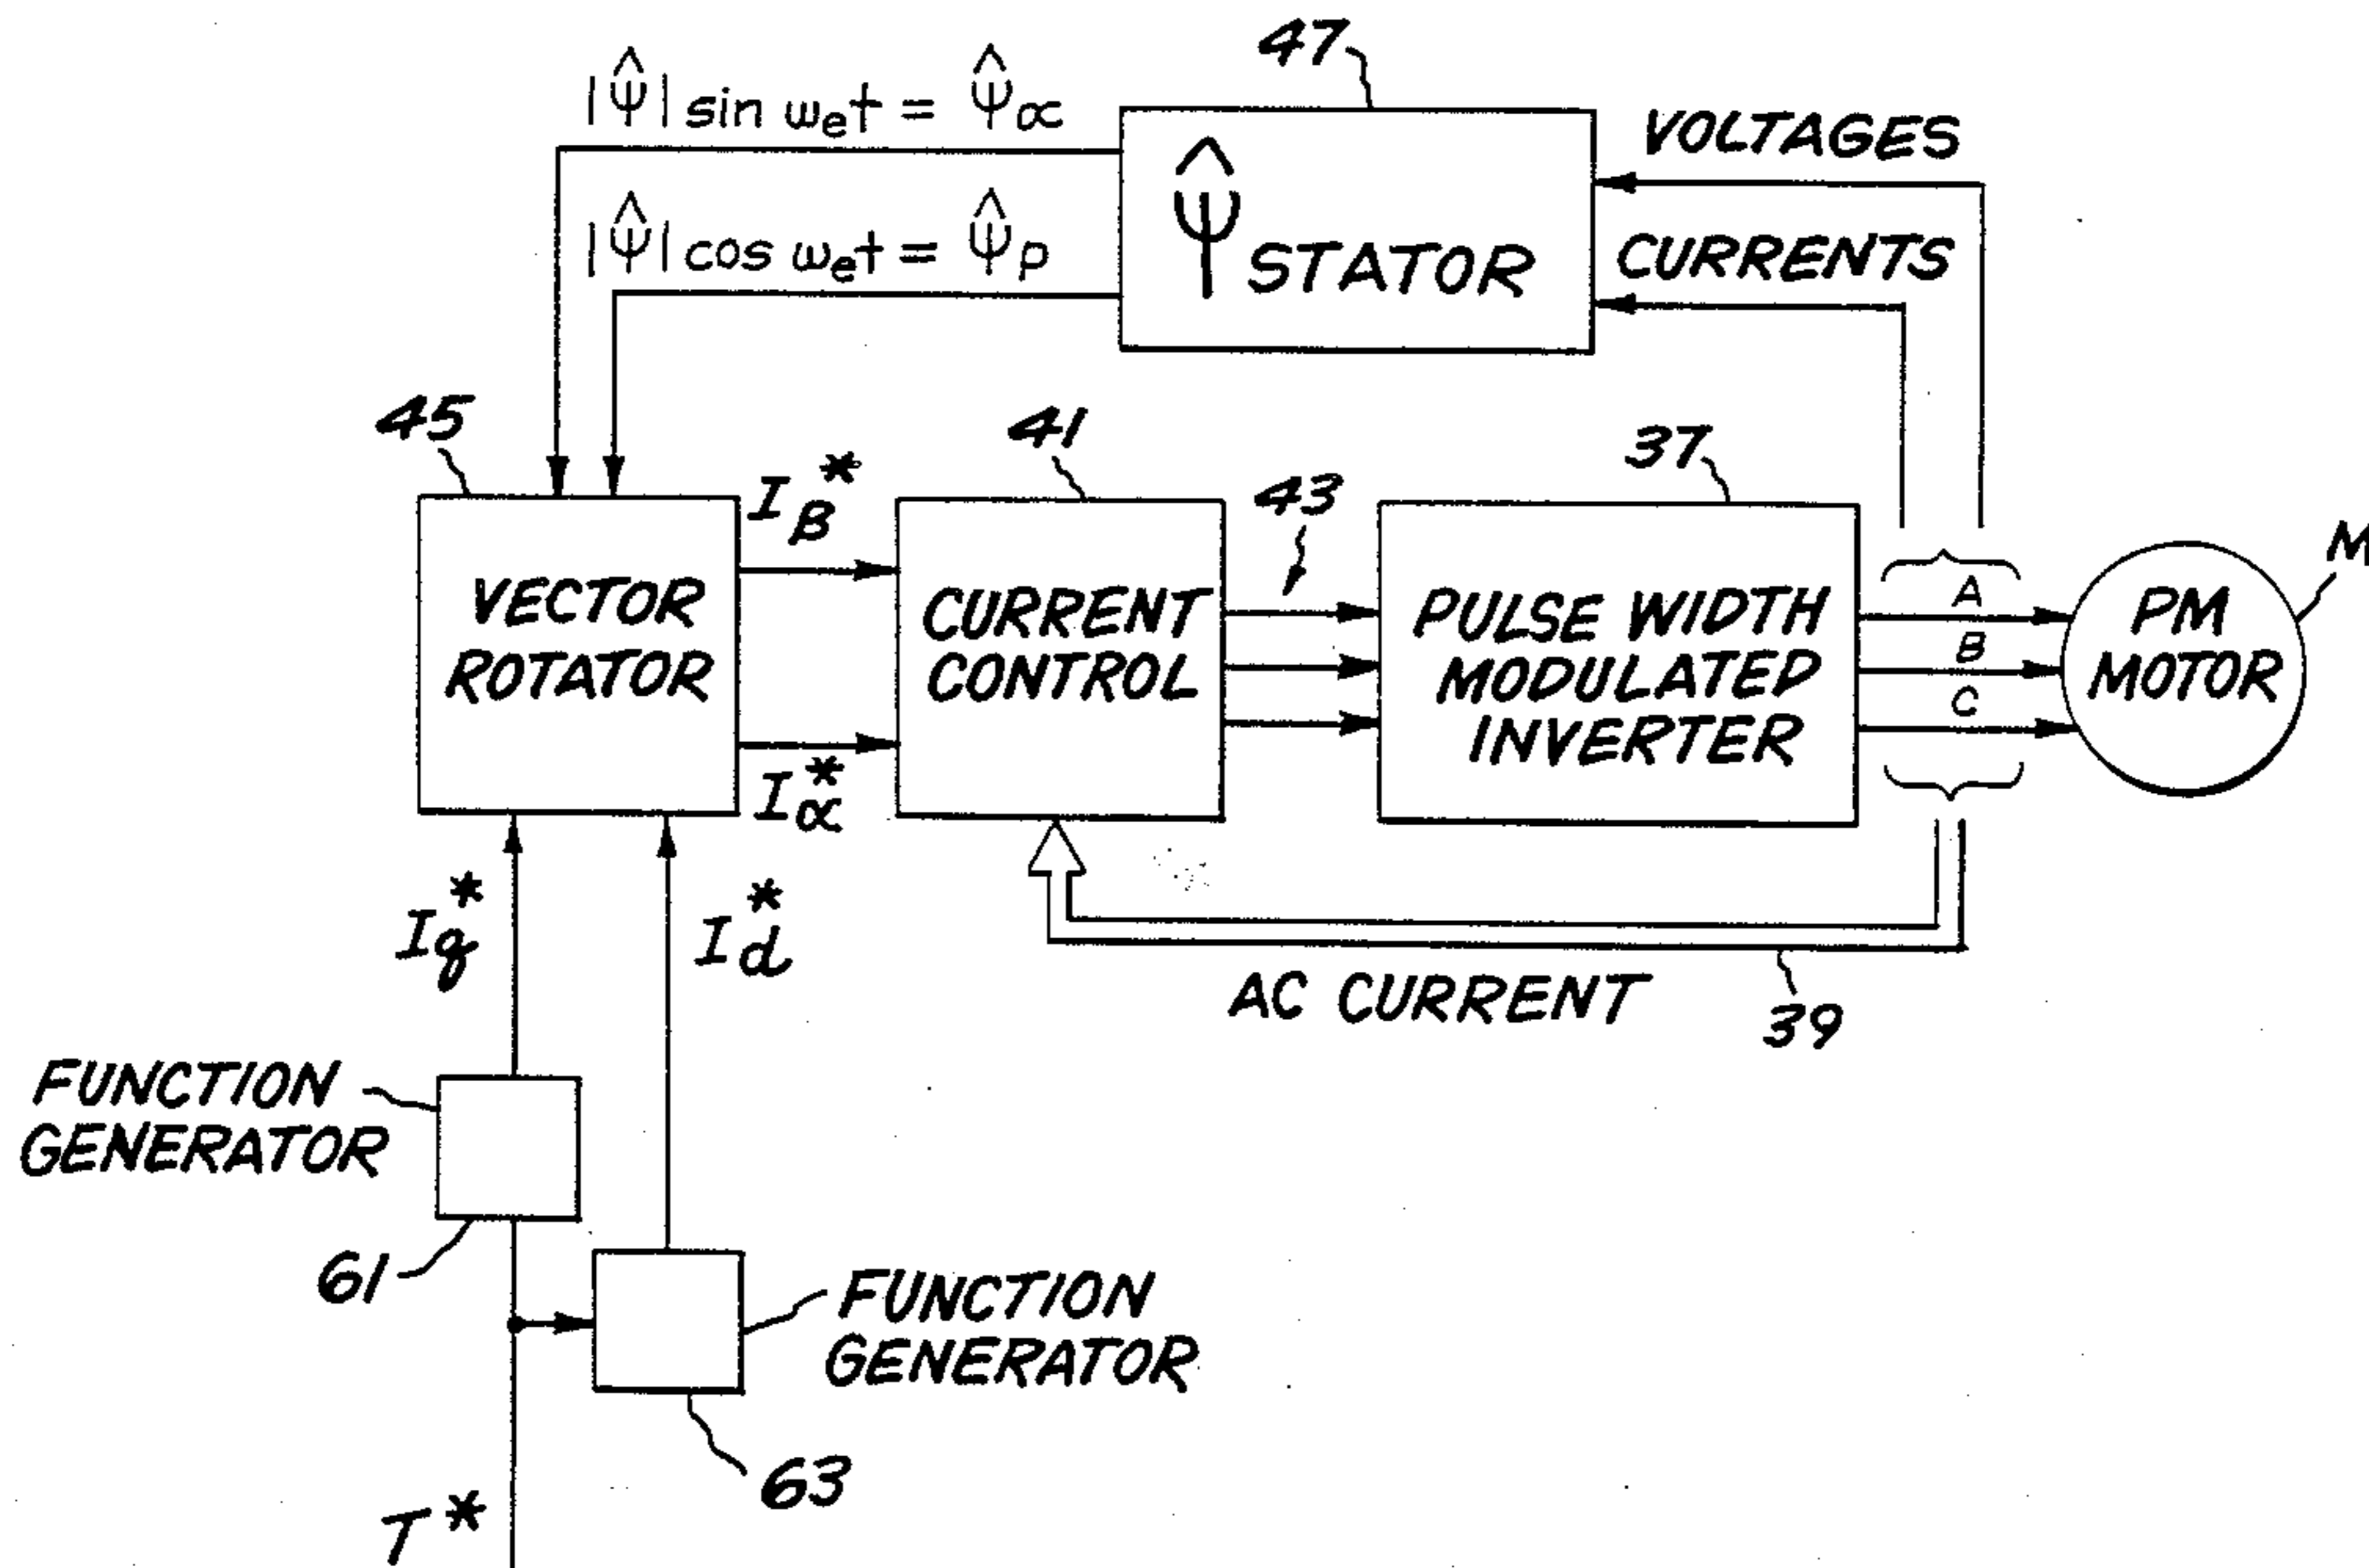 47
|ψ̂| sin ωet = ψ̂α
VOLTAGES
ψ̂ STATOR
|ψ̂| cos ωet = ψ̂p
CURRENTS
45
41
37
43
M
Iβ*
VECTOR
ROTATOR
CURRENT
CONTROL
PULSE WIDTH
MODULATED
INVERTER
A
B
C
PM
MOTOR
Iα*
Iq*
Id*
AC CURRENT
39
FUNCTION
GENERATOR
61
FUNCTION
GENERATOR
63
T*